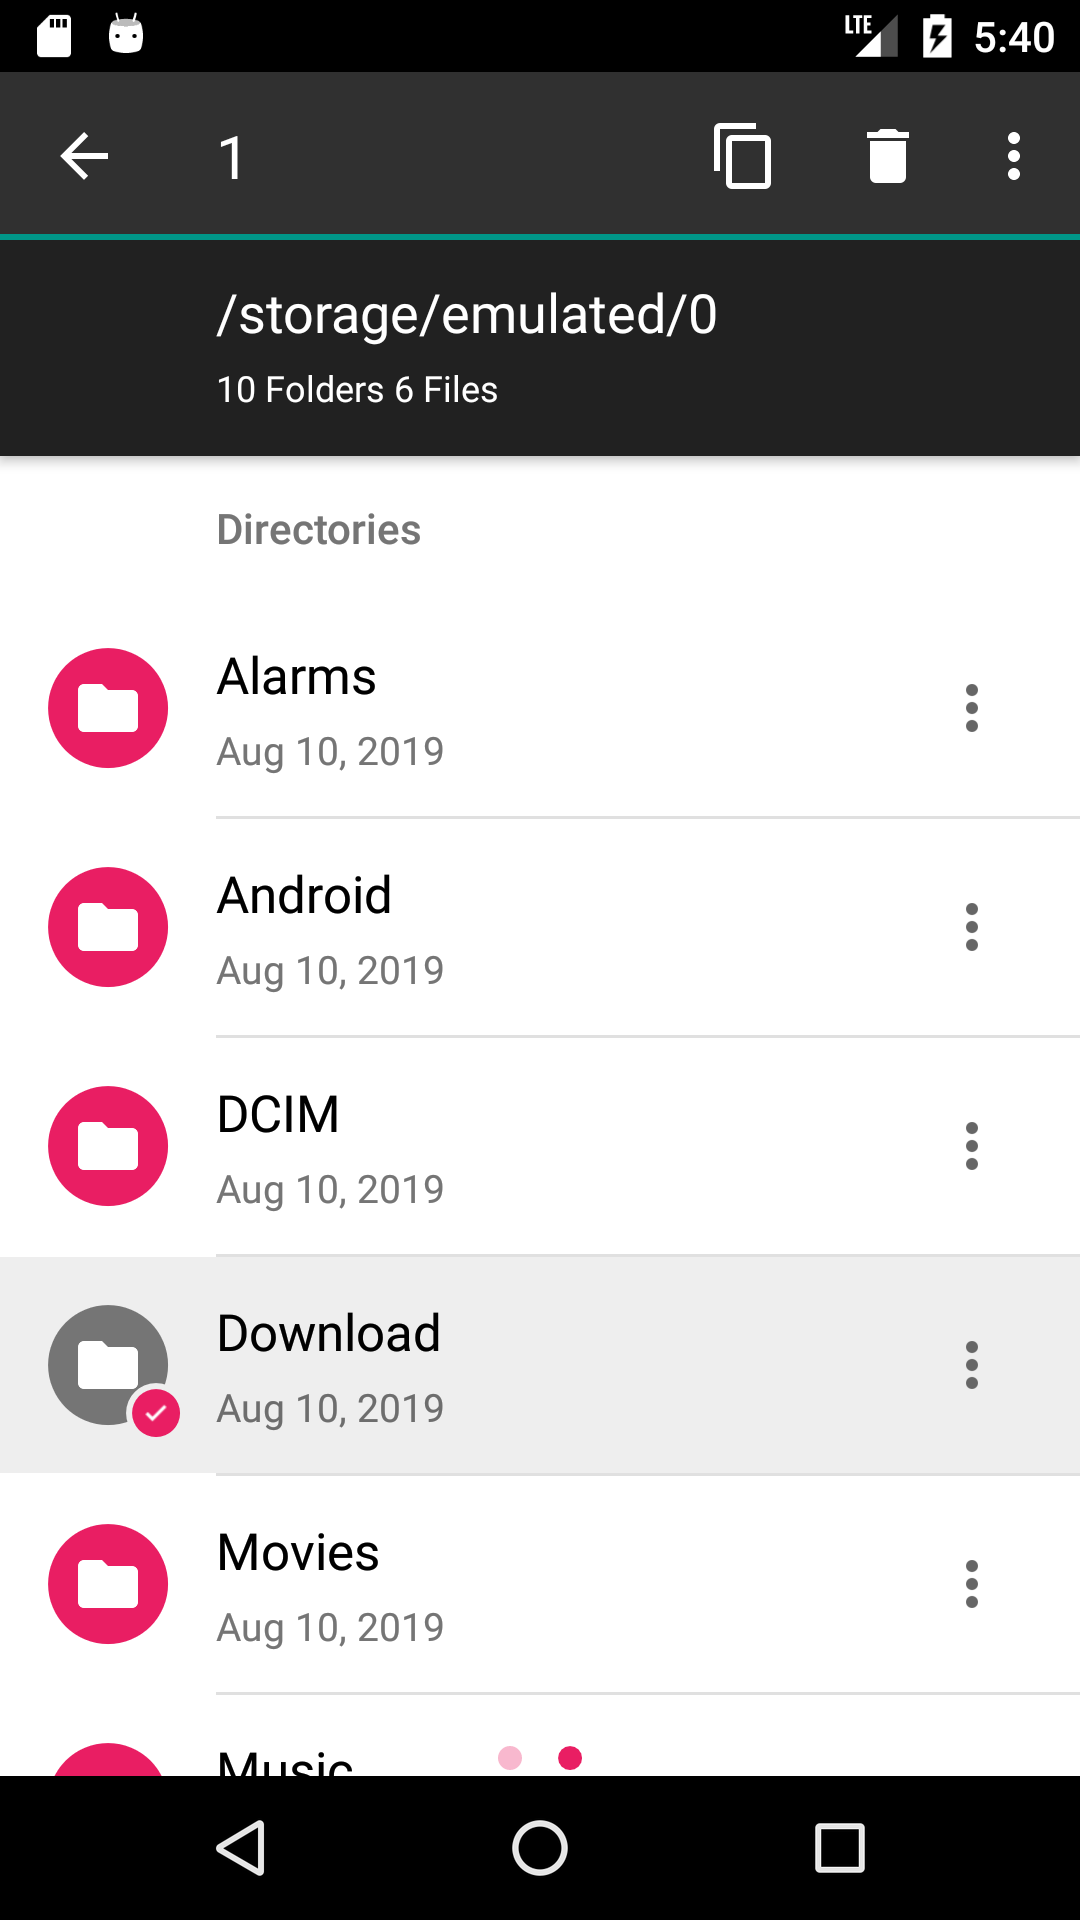 LTE 5:40
1
/storage/emulated/0
10 Folders 6 Files
Directories
Alarms
Aug 10, 2019
Android
Aug 10, 2019
DCIM
Aug 10, 2019
Download
Aug 10, 2019
Movies
Aug 10, 2019
Music